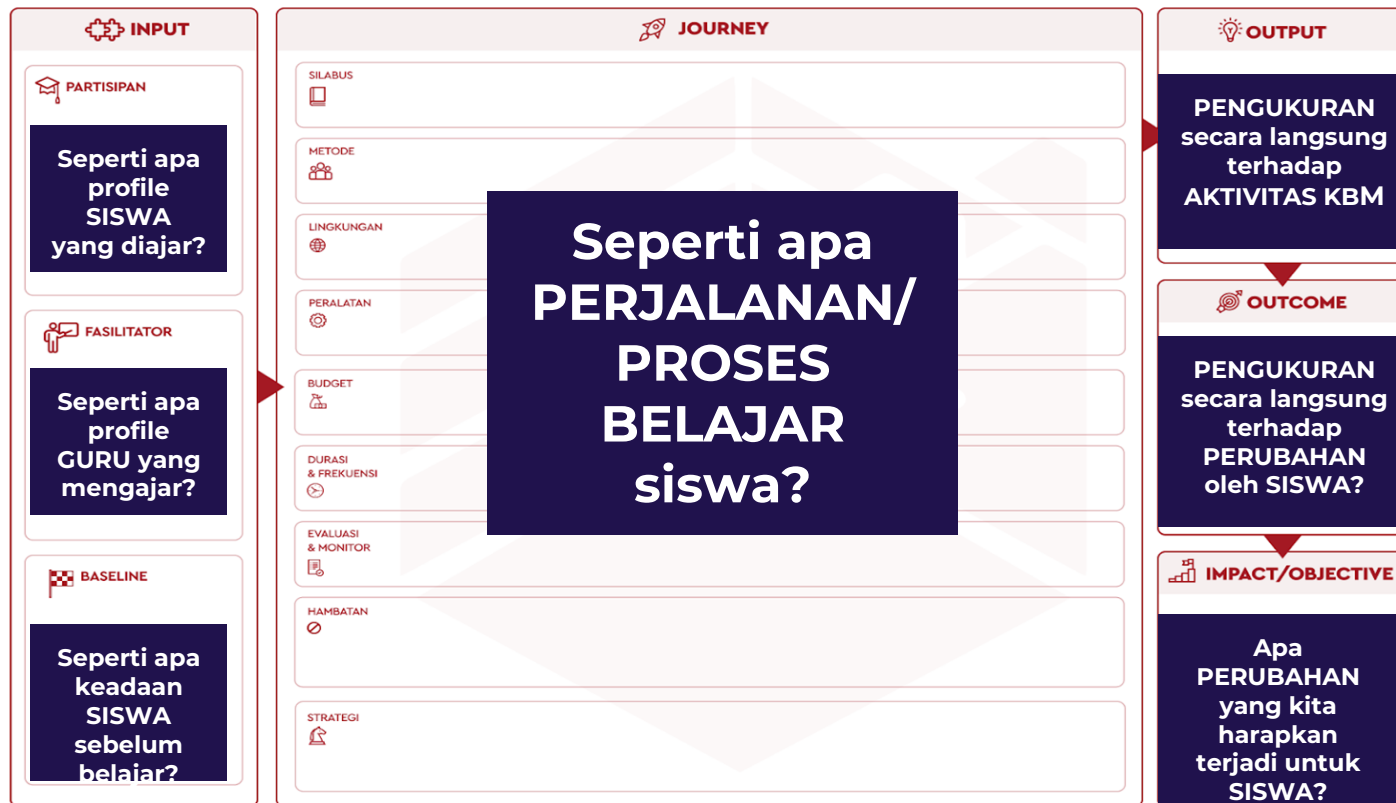 INPUT
PARTISIPAN
Seperti apa
profile
SISWA
yang diajar?
FASILITATOR
Seperti apa
profile
GURU yang
mengajar?
BASELINE
Seperti apa
keadaan
SISWA
sebelum
belajar?
JOURNEY
SILABUS
METODE
LINGKUNGAN
PERALATAN
BUDGET
DURASI
& FREKUENSI
EVALUASI
& MONITOR
HAMBATAN
STRATEGI
Seperti apa
PERJALANAN/
PROSES
BELAJAR
siswa?
OUTPUT
PENGUKURAN
secara langsung
terhadap
AKTIVITAS KBM
OUTCOME
PENGUKURAN
secara langsung
terhadap
PERUBAHAN
oleh SISWA?
IMPACT/OBJECTIVE
Apa
PERUBAHAN
yang kita
harapkan
terjadi untuk
SISWA?